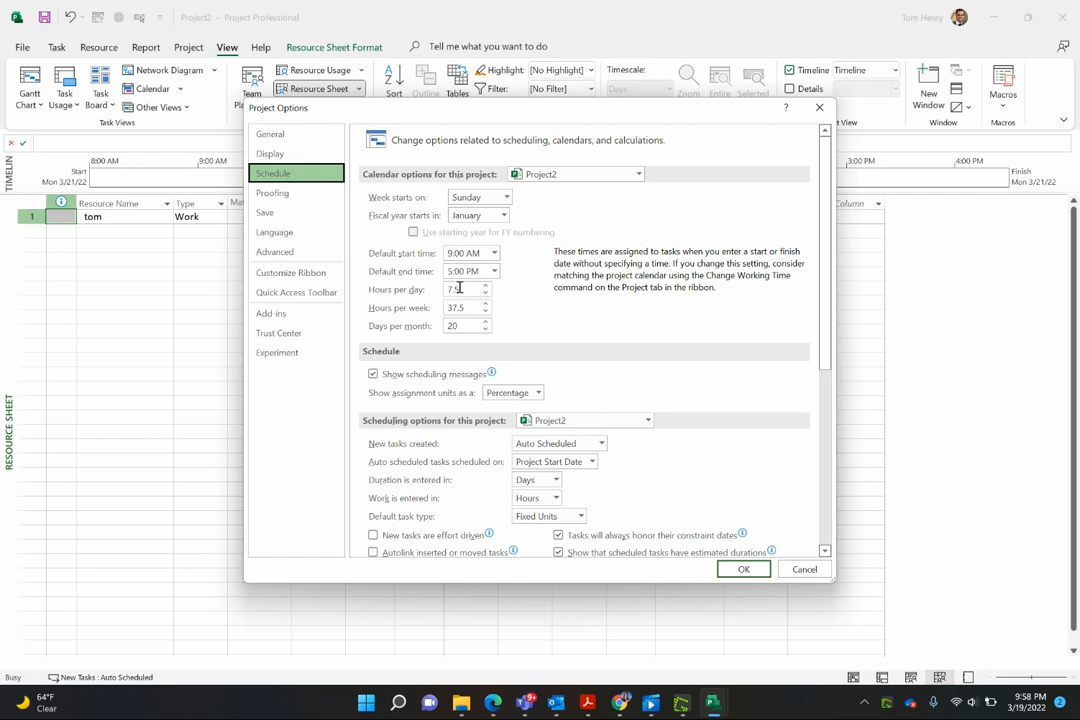 Project2 - Project Professional
Tom Henry
File Task Resource Report Project View Help Resource Sheet Format Tell me what you want to do
Gantt Chart
Task Usage
Task Board
Network Diagram
Calendar
Other Views
Task Views
Team
Resource Usage
Resource Sheet
Sort
Outline
Tables
Highlight: [No Highlight]
Filter: [No Filter]
Timescale:
Days
Zoom
Entire
Selected
Timeline Timeline
Details
New Window
Window
Macros
Macros
TIMELIN
8:00 AM 9:00 AM 3:00 PM 4:00 PM
Start
Mon 3/21/22
Finish
Mon 3/21/22
Resource Name Type Mat Column
1 tom Work
RESOURCE SHEET
Project Options
General
Display
Schedule
Proofing
Save
Language
Advanced
Customize Ribbon
Quick Access Toolbar
Add-ins
Trust Center
Experiment
Change options related to scheduling, calendars, and calculations.
Calendar options for this project: Project2
Week starts on: Sunday
Fiscal year starts in: January
Use starting year for FY numbering
Default start time: 9:00 AM
Default end time: 5:00 PM
Hours per day: 7.5
Hours per week: 37.5
Days per month: 20
These times are assigned to tasks when you enter a start or finish
date without specifying a time. If you change this setting, consider
matching the project calendar using the Change Working Time
command on the Project tab in the ribbon.
Schedule
Show scheduling messages
Show assignment units as a: Percentage
Scheduling options for this project: Project2
New tasks created: Auto Scheduled
Auto scheduled tasks scheduled on: Project Start Date
Duration is entered in: Days
Work is entered in: Hours
Default task type: Fixed Units
New tasks are effort driven Tasks will always honor their constraint dates
Autolink inserted or moved tasks Show that scheduled tasks have estimated durations
OK Cancel
Busy New Tasks : Auto Scheduled
64°F
Clear
9:58 PM
3/19/2022